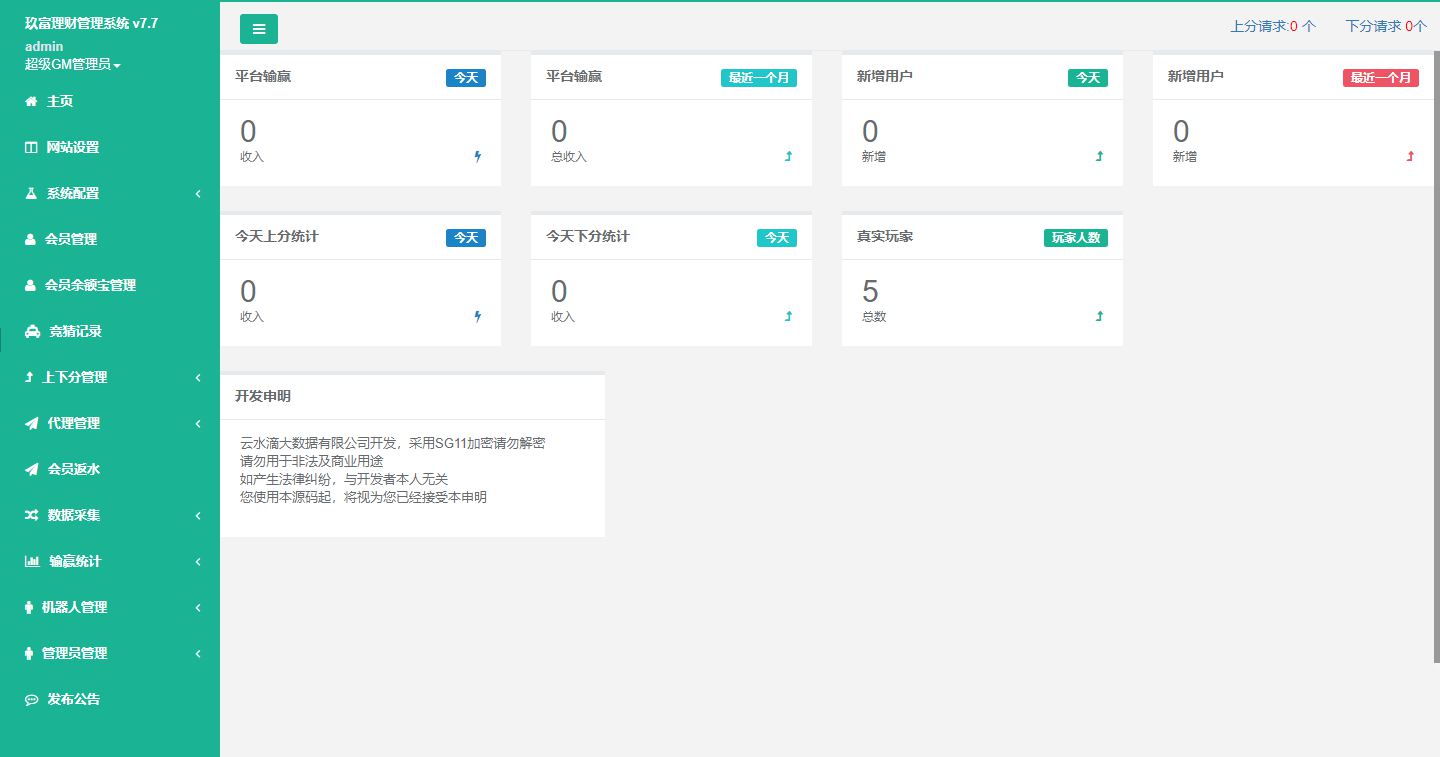 玖富理财管理系统 v7.7
admin
超级GM管理员
主页
网站设置
系统配置
会员管理
会员余额宝管理
竞猜记录
上下分管理
代理管理
会员返水
数据采集
输赢统计
机器人管理
管理员管理
发布公告
上分请求:0 个 下分请求 0个
平台输赢 今天
0
收入
平台输赢 最近一个月
0
总收入
新增用户 今天
0
新增
新增用户 最近一个月
0
新增
今天上分统计 今天
0
收入
今天下分统计 今天
0
收入
真实玩家 玩家人数
5
总数
开发申明
云水滴大数据有限公司开发，采用SG11加密请勿解密
请勿用于非法及商业用途
如产生法律纠纷，与开发者本人无关
您使用本源码起，将视为您已经接受本申明